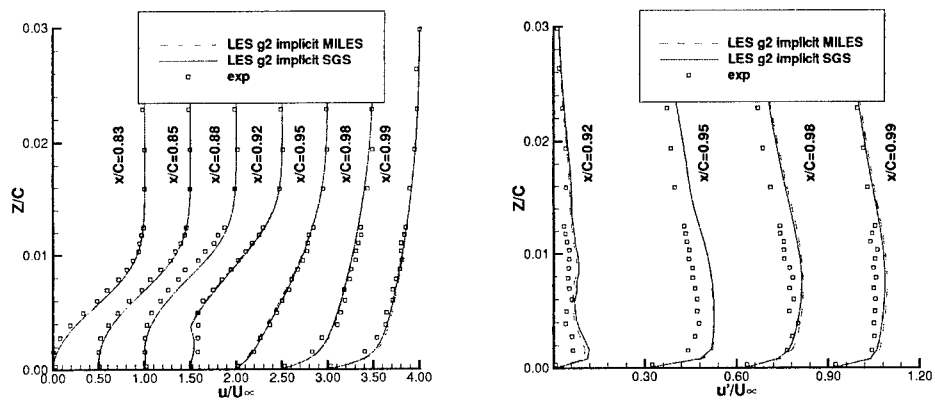 LES g2 implicit MILES
LES g2 implicit SGS
exp
0.03
0.02
0.01
0.00
Z/C
x/C=0.83
x/C=0.85
x/C=0.88
x/C=0.92
x/C=0.95
x/C=0.98
x/C=0.99
0.00 0.50 1.00 1.50 2.00 2.50 3.00 3.50 4.00
u/U∞
LES g2 implicit MILES
LES g2 implicit SGS
exp
0.03
0.02
0.01
0.00
Z/C
x/C=0.92
x/C=0.95
x/C=0.98
x/C=0.99
0.30 0.60 0.90 1.20
u'/U∞